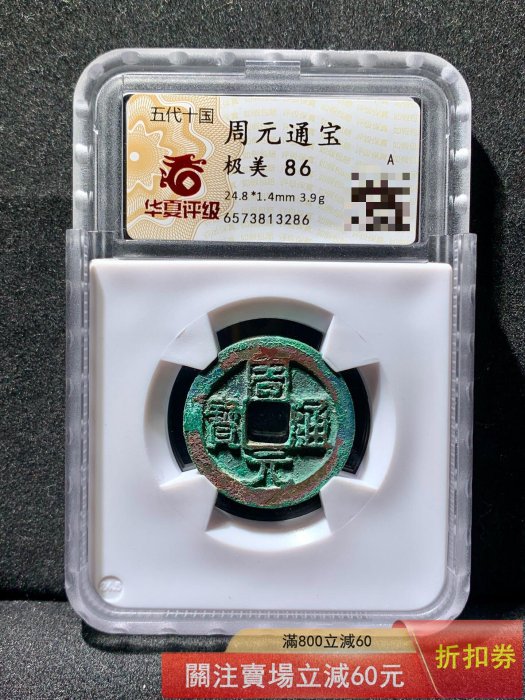 五代十国
华夏评级
周元通宝
极美 86
24.8*1.4mm 3.9g
6573813286
A
周元通寳
滿800立減60
關注賣場立減60元
折扣券